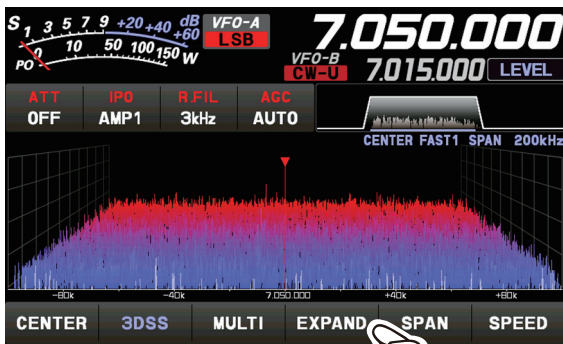 S 1 3 5 7 9 +20 +40 +60 dB
PO 0 10 50 100 150 W
VFO-A
LSB
7.050.000
VFO-B
CW-U
7.015.000
LEVEL
ATT IPO R.FIL AGC
OFF AMP1 3kHz AUTO
CENTER FAST1 SPAN 200kHz
-80k -40k 7.050.000 +40k +80k
CENTER 3DSS MULTI EXPAND SPAN SPEED